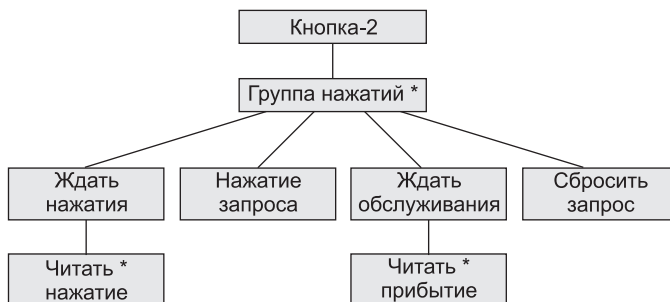 Кнопка-2
Группа нажатий *
Ждать
нажатия
Нажатие
запроса
Ждать
обслуживания
Сбросить
запрос
Читать *
нажатие
Читать *
прибытие